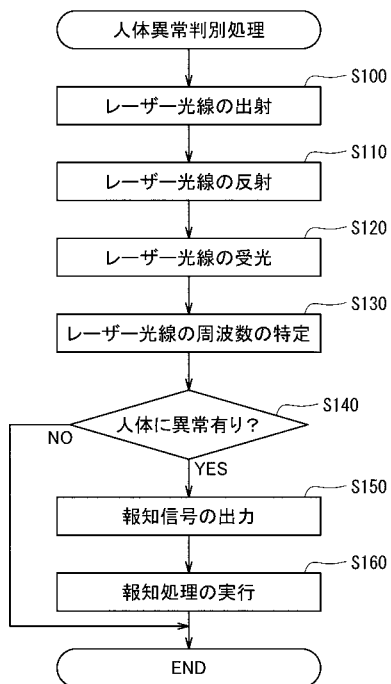 人体異常判別処理
S100
レーザー光線の出射
S110
レーザー光線の反射
S120
レーザー光線の受光
S130
レーザー光線の周波数の特定
S140
人体に異常有り?
NO
YES
S150
報知信号の出力
S160
報知処理の実行
END